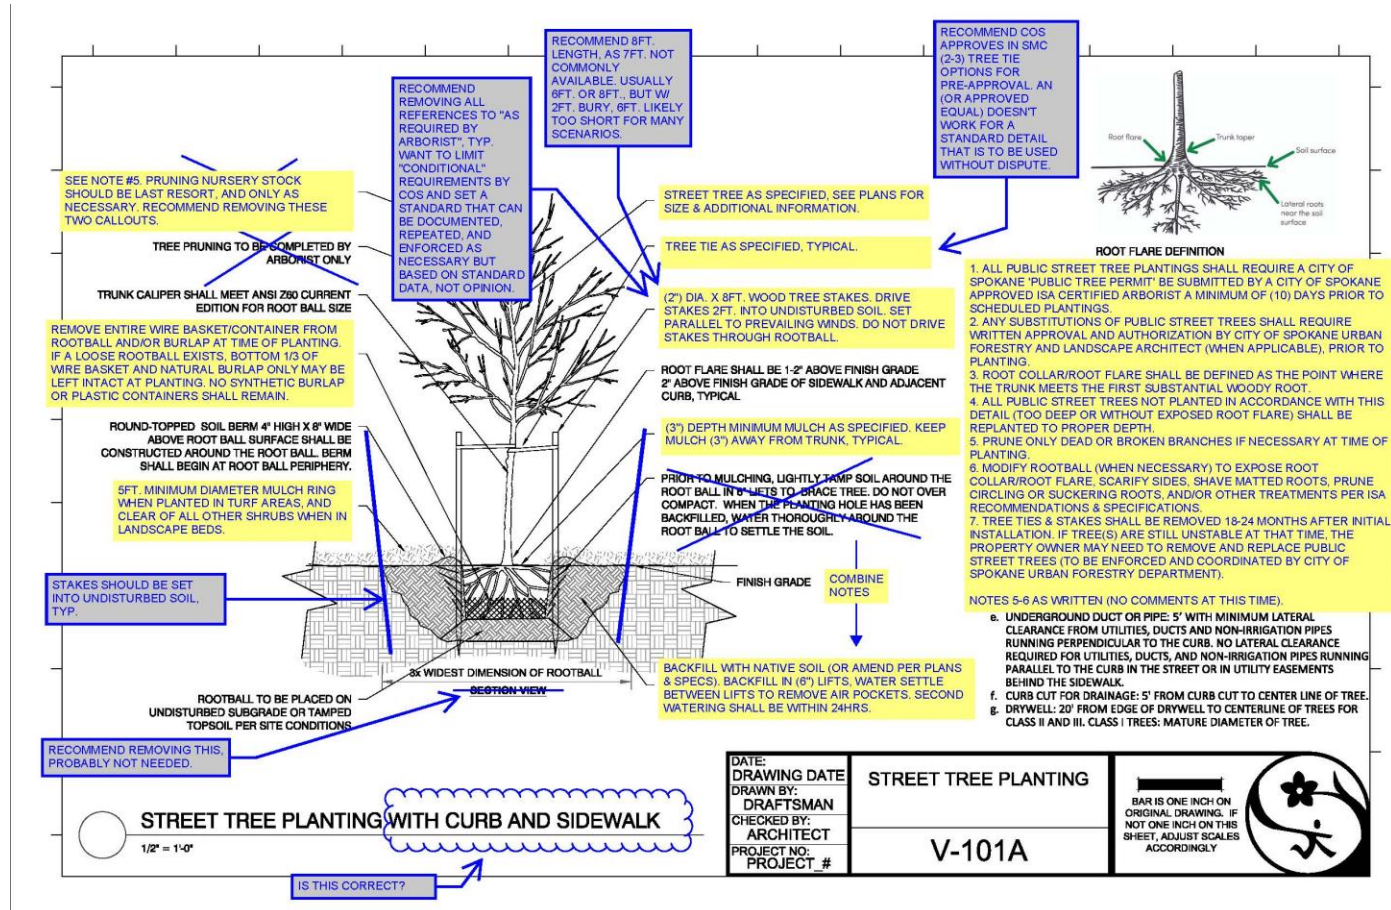 RECOMMEND COS
APPROVES IN SMC
(2-3) TREE TIE
OPTIONS FOR
PRE-APPROVAL. AN
(OR APPROVED
EQUAL) DOESN'T
WORK FOR A
STANDARD DETAIL
THAT IS TO BE USED
WITHOUT DISPUTE.
RECOMMEND 8FT.
LENGTH, AS 7FT. NOT
COMMONLY
AVAILABLE. USUALLY
6FT. OR 8FT., BUT W/
2FT. BURY, 6FT. LIKELY
TOO SHORT FOR MANY
SCENARIOS.
RECOMMEND
REMOVING ALL
REFERENCES TO "AS
REQUIRED BY
ARBORIST", TYP.
WANT TO LIMIT
"CONDITIONAL"
REQUIREMENTS BY
COS AND SET A
STANDARD THAT CAN
BE DOCUMENTED,
REPEATED, AND
ENFORCED AS
NECESSARY BUT
BASED ON STANDARD
DATA, NOT OPINION.
SEE NOTE #5. PRUNING NURSERY STOCK
SHOULD BE LAST RESORT, AND ONLY AS
NECESSARY. RECOMMEND REMOVING THESE
TWO CALLOUTS.
TREE PRUNING TO BE COMPLETED BY
ARBORIST ONLY
TRUNK CALIPER SHALL MEET ANSI Z60 CURRENT
EDITION FOR ROOT BALL SIZE
REMOVE ENTIRE WIRE BASKET/CONTAINER FROM
ROOTBALL AND/OR BURLAP AT TIME OF PLANTING.
IF A LOOSE ROOTBALL EXISTS, BOTTOM 1/3 OF
WIRE BASKET AND NATURAL BURLAP ONLY MAY BE
LEFT INTACT AT PLANTING. NO SYNTHETIC BURLAP
OR PLASTIC CONTAINERS SHALL REMAIN.
ROUND-TOPPED SOIL BERM 4" HIGH X 8" WIDE
ABOVE ROOT BALL SURFACE SHALL BE
CONSTRUCTED AROUND THE ROOT BALL. BERM
SHALL BEGIN AT ROOT BALL PERIPHERY.
5FT. MINIMUM DIAMETER MULCH RING
WHEN PLANTED IN TURF AREAS, AND
CLEAR OF ALL OTHER SHRUBS WHEN IN
LANDSCAPE BEDS.
STAKES SHOULD BE SET
INTO UNDISTURBED SOIL,
TYP.
ROOTBALL TO BE PLACED ON
UNDISTURBED SUBGRADE OR TAMPED
TOPSOIL PER SITE CONDITIONS
RECOMMEND REMOVING THIS,
PROBABLY NOT NEEDED.
3x WIDEST DIMENSION OF ROOTBALL
SECTION VIEW
STREET TREE AS SPECIFIED, SEE PLANS FOR
SIZE & ADDITIONAL INFORMATION.
TREE TIE AS SPECIFIED, TYPICAL.
(2") DIA. X 8FT. WOOD TREE STAKES. DRIVE
STAKES 2FT. INTO UNDISTURBED SOIL. SET
PARALLEL TO PREVAILING WINDS. DO NOT DRIVE
STAKES THROUGH ROOTBALL.
ROOT FLARE SHALL BE 1-2" ABOVE FINISH GRADE
2" ABOVE FINISH GRADE OF SIDEWALK AND ADJACENT
CURB, TYPICAL
(3") DEPTH MINIMUM MULCH AS SPECIFIED. KEEP
MULCH (3") AWAY FROM TRUNK, TYPICAL.
PRIOR TO MULCHING, LIGHTLY TAMP SOIL AROUND THE
ROOT BALL IN 6" LIFTS TO BRACE TREE. DO NOT OVER
COMPACT. WHEN THE PLANTING HOLE HAS BEEN
BACKFILLED, WATER THOROUGHLY AROUND THE
ROOT BALL TO SETTLE THE SOIL.
FINISH GRADE
COMBINE
NOTES
BACKFILL WITH NATIVE SOIL (OR AMEND PER PLANS
& SPECS). BACKFILL IN (6") LIFTS, WATER SETTLE
BETWEEN LIFTS TO REMOVE AIR POCKETS. SECOND
WATERING SHALL BE WITHIN 24HRS.
Root flare
Trunk taper
Soil surface
Lateral roots
near the soil
surface
ROOT FLARE DEFINITION
1. ALL PUBLIC STREET TREE PLANTINGS SHALL REQUIRE A CITY OF
SPOKANE 'PUBLIC TREE PERMIT' BE SUBMITTED BY A CITY OF SPOKANE
APPROVED ISA CERTIFIED ARBORIST A MINIMUM OF (10) DAYS PRIOR TO
SCHEDULED PLANTINGS.
2. ANY SUBSTITUTIONS OF PUBLIC STREET TREES SHALL REQUIRE
WRITTEN APPROVAL AND AUTHORIZATION BY CITY OF SPOKANE URBAN
FORESTRY AND LANDSCAPE ARCHITECT (WHEN APPLICABLE), PRIOR TO
PLANTING.
3. ROOT COLLAR/ROOT FLARE SHALL BE DEFINED AS THE POINT WHERE
THE TRUNK MEETS THE FIRST SUBSTANTIAL WOODY ROOT.
4. ALL PUBLIC STREET TREES NOT PLANTED IN ACCORDANCE WITH THIS
DETAIL (TOO DEEP OR WITHOUT EXPOSED ROOT FLARE) SHALL BE
REPLANTED TO PROPER DEPTH.
5. PRUNE ONLY DEAD OR BROKEN BRANCHES IF NECESSARY AT TIME OF
PLANTING.
6. MODIFY ROOTBALL (WHEN NECESSARY) TO EXPOSE ROOT
COLLAR/ROOT FLARE, SCARIFY SIDES, SHAVE MATTED ROOTS, PRUNE
CIRCLING OR SUCKERING ROOTS, AND/OR OTHER TREATMENTS PER ISA
RECOMMENDATIONS & SPECIFICATIONS.
7. TREE TIES & STAKES SHALL BE REMOVED 18-24 MONTHS AFTER INITIAL
INSTALLATION. IF TREE(S) ARE STILL UNSTABLE AT THAT TIME, THE
PROPERTY OWNER MAY NEED TO REMOVE AND REPLACE PUBLIC
STREET TREES (TO BE ENFORCED AND COORDINATED BY CITY OF
SPOKANE URBAN FORESTRY DEPARTMENT).
NOTES 5-6 AS WRITTEN (NO COMMENTS AT THIS TIME).
e. UNDERGROUND DUCT OR PIPE: 5' WITH MINIMUM LATERAL
CLEARANCE FROM UTILITIES, DUCTS AND NON-IRRIGATION PIPES
RUNNING PERPENDICULAR TO THE CURB. NO LATERAL CLEARANCE
REQUIRED FOR UTILITIES, DUCTS, AND NON-IRRIGATION PIPES RUNNING
PARALLEL TO THE CURB IN THE STREET OR IN UTILITY EASEMENTS
BEHIND THE SIDEWALK.
f. CURB CUT FOR DRAINAGE: 5' FROM CURB CUT TO CENTER LINE OF TREE.
g. DRYWELL: 20' FROM EDGE OF DRYWELL TO CENTERLINE OF TREES FOR
CLASS II AND III. CLASS I TREES: MATURE DIAMETER OF TREE.
STREET TREE PLANTING WITH CURB AND SIDEWALK
1/2" = 1'-0"
IS THIS CORRECT?
DATE:
DRAWING DATE
DRAWN BY:
DRAFTSMAN
CHECKED BY:
ARCHITECT
PROJECT NO:
PROJECT_#
STREET TREE PLANTING
V-101A
BAR IS ONE INCH ON
ORIGINAL DRAWING. IF
NOT ONE INCH ON THIS
SHEET, ADJUST SCALES
ACCORDINGLY